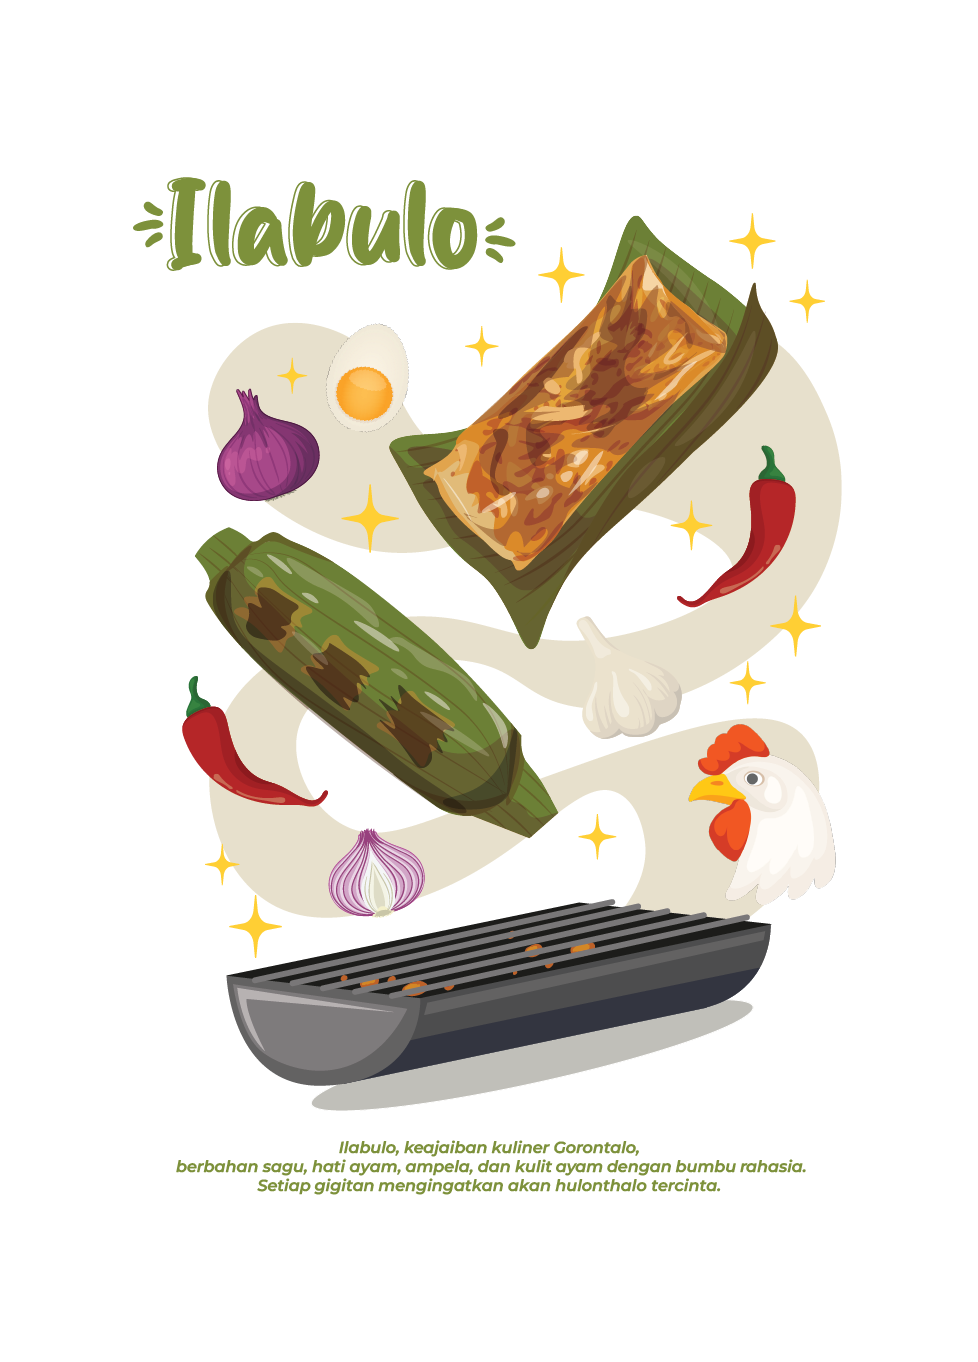 Ilabulo
Ilabulo, keajaiban kuliner Gorontalo,
berbahan sagu, hati ayam, ampela, dan kulit ayam dengan bumbu rahasia.
Setiap gigitan mengingatkan akan hulonthalo tercinta.